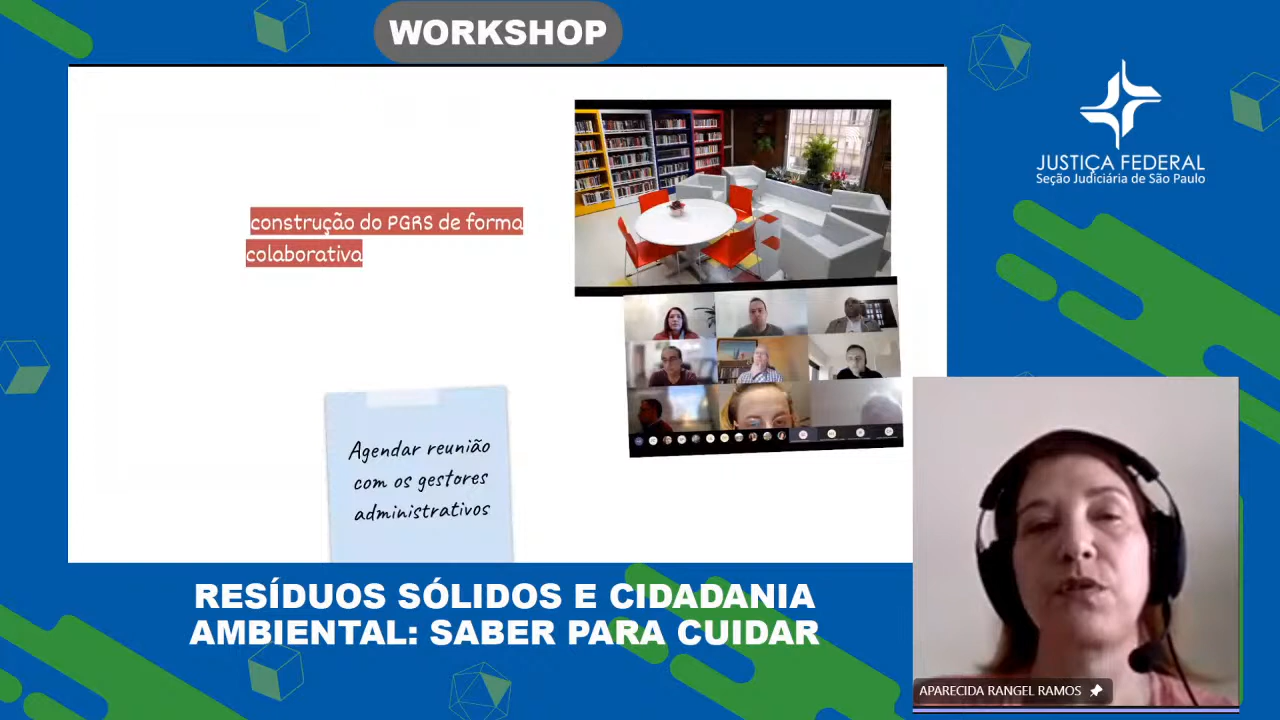 WORKSHOP
JUSTIÇA FEDERAL
Seção Judiciária de São Paulo
construção do PGRS de forma
colaborativa
Agendar reunião
com os gestores
administrativos
RESÍDUOS SÓLIDOS E CIDADANIA
AMBIENTAL: SABER PARA CUIDAR
APARECIDA RANGEL RAMOS